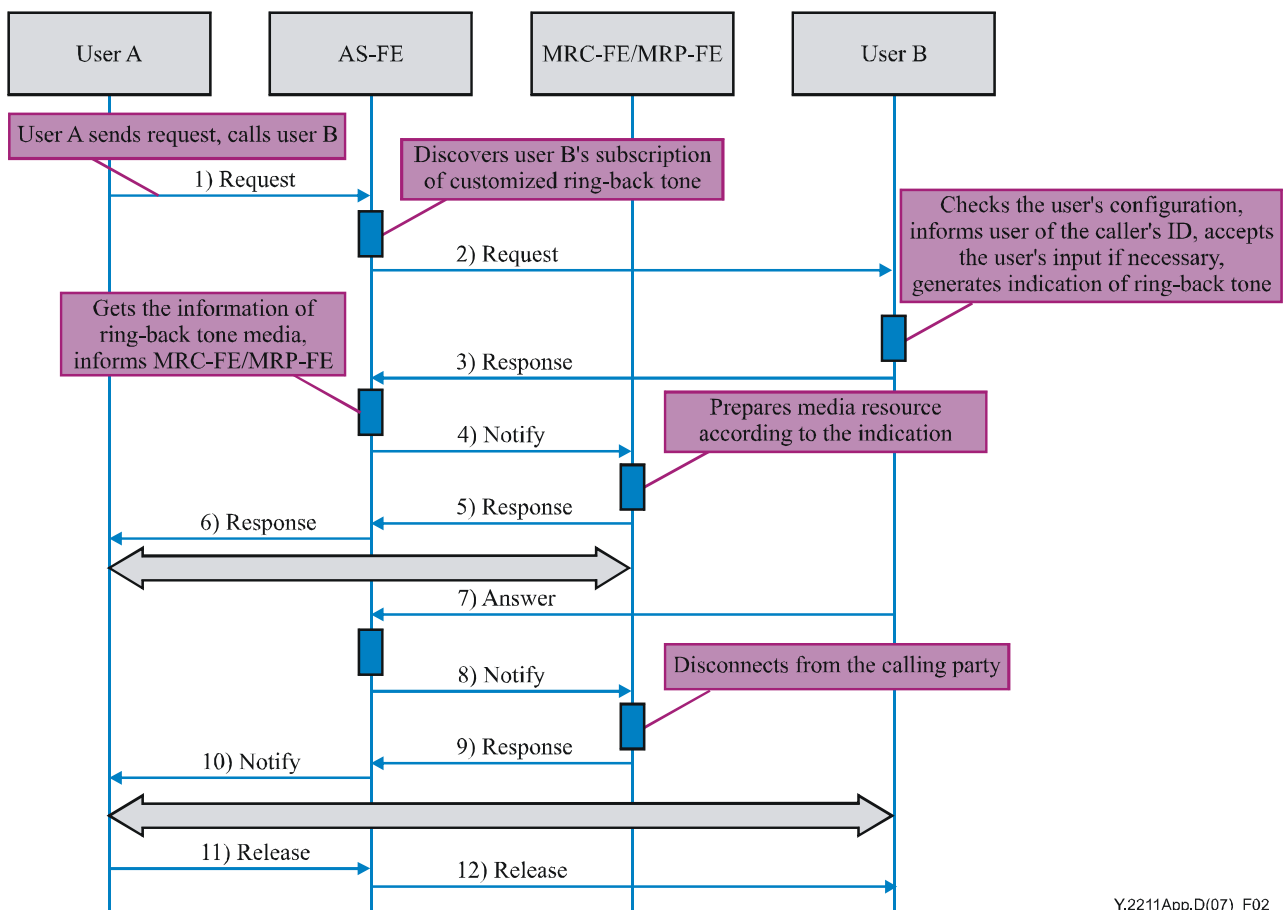 User A
AS-FE
MRC-FE/MRP-FE
User B
User A sends request, calls user B
1) Request
Discovers user B's subscription
of customized ring-back tone
2) Request
Checks the user's configuration,
informs user of the caller's ID, accepts
the user's input if necessary,
generates indication of ring-back tone
Gets the information of
ring-back tone media,
informs MRC-FE/MRP-FE
3) Response
4) Notify
Prepares media resource
according to the indication
5) Response
6) Response
7) Answer
8) Notify
Disconnects from the calling party
9) Response
10) Notify
11) Release
12) Release
Y.2211App.D(07)_F02